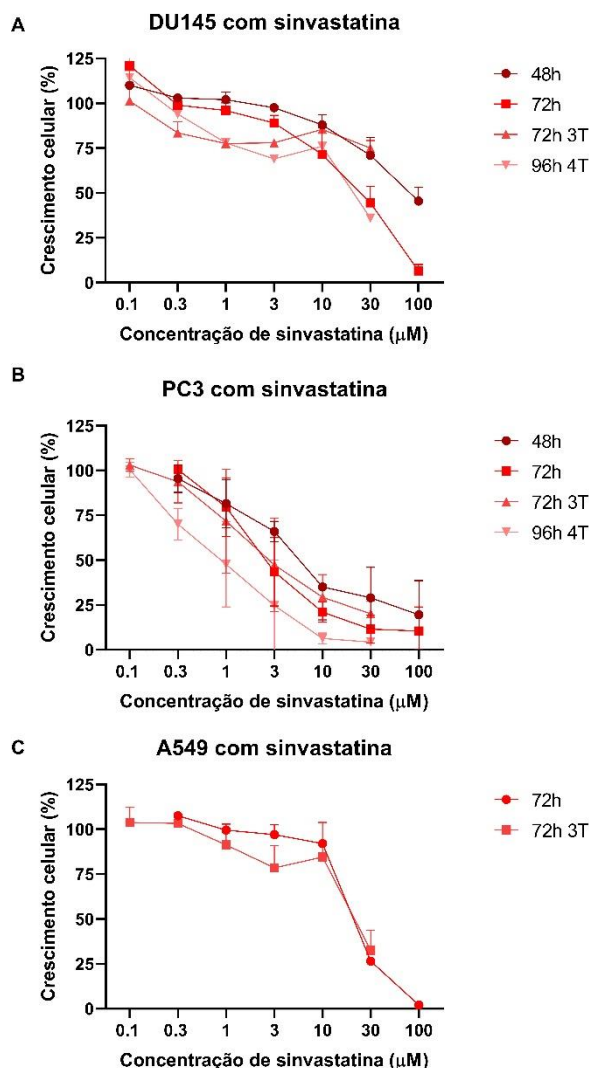 A
DU145 com sinvastatina
Crescimento celular (%)
125
100
75
50
25
0
0.1 0.3 1 3 10 30 100
Concentração de sinvastatina (μM)
48h
72h
72h 3T
96h 4T
B
PC3 com sinvastatina
Crescimento celular (%)
125
100
75
50
25
0
0.1 0.3 1 3 10 30 100
Concentração de sinvastatina (μM)
48h
72h
72h 3T
96h 4T
C
A549 com sinvastatina
Crescimento celular (%)
125
100
75
50
25
0
0.1 0.3 1 3 10 30 100
Concentração de sinvastatina (μM)
72h
72h 3T